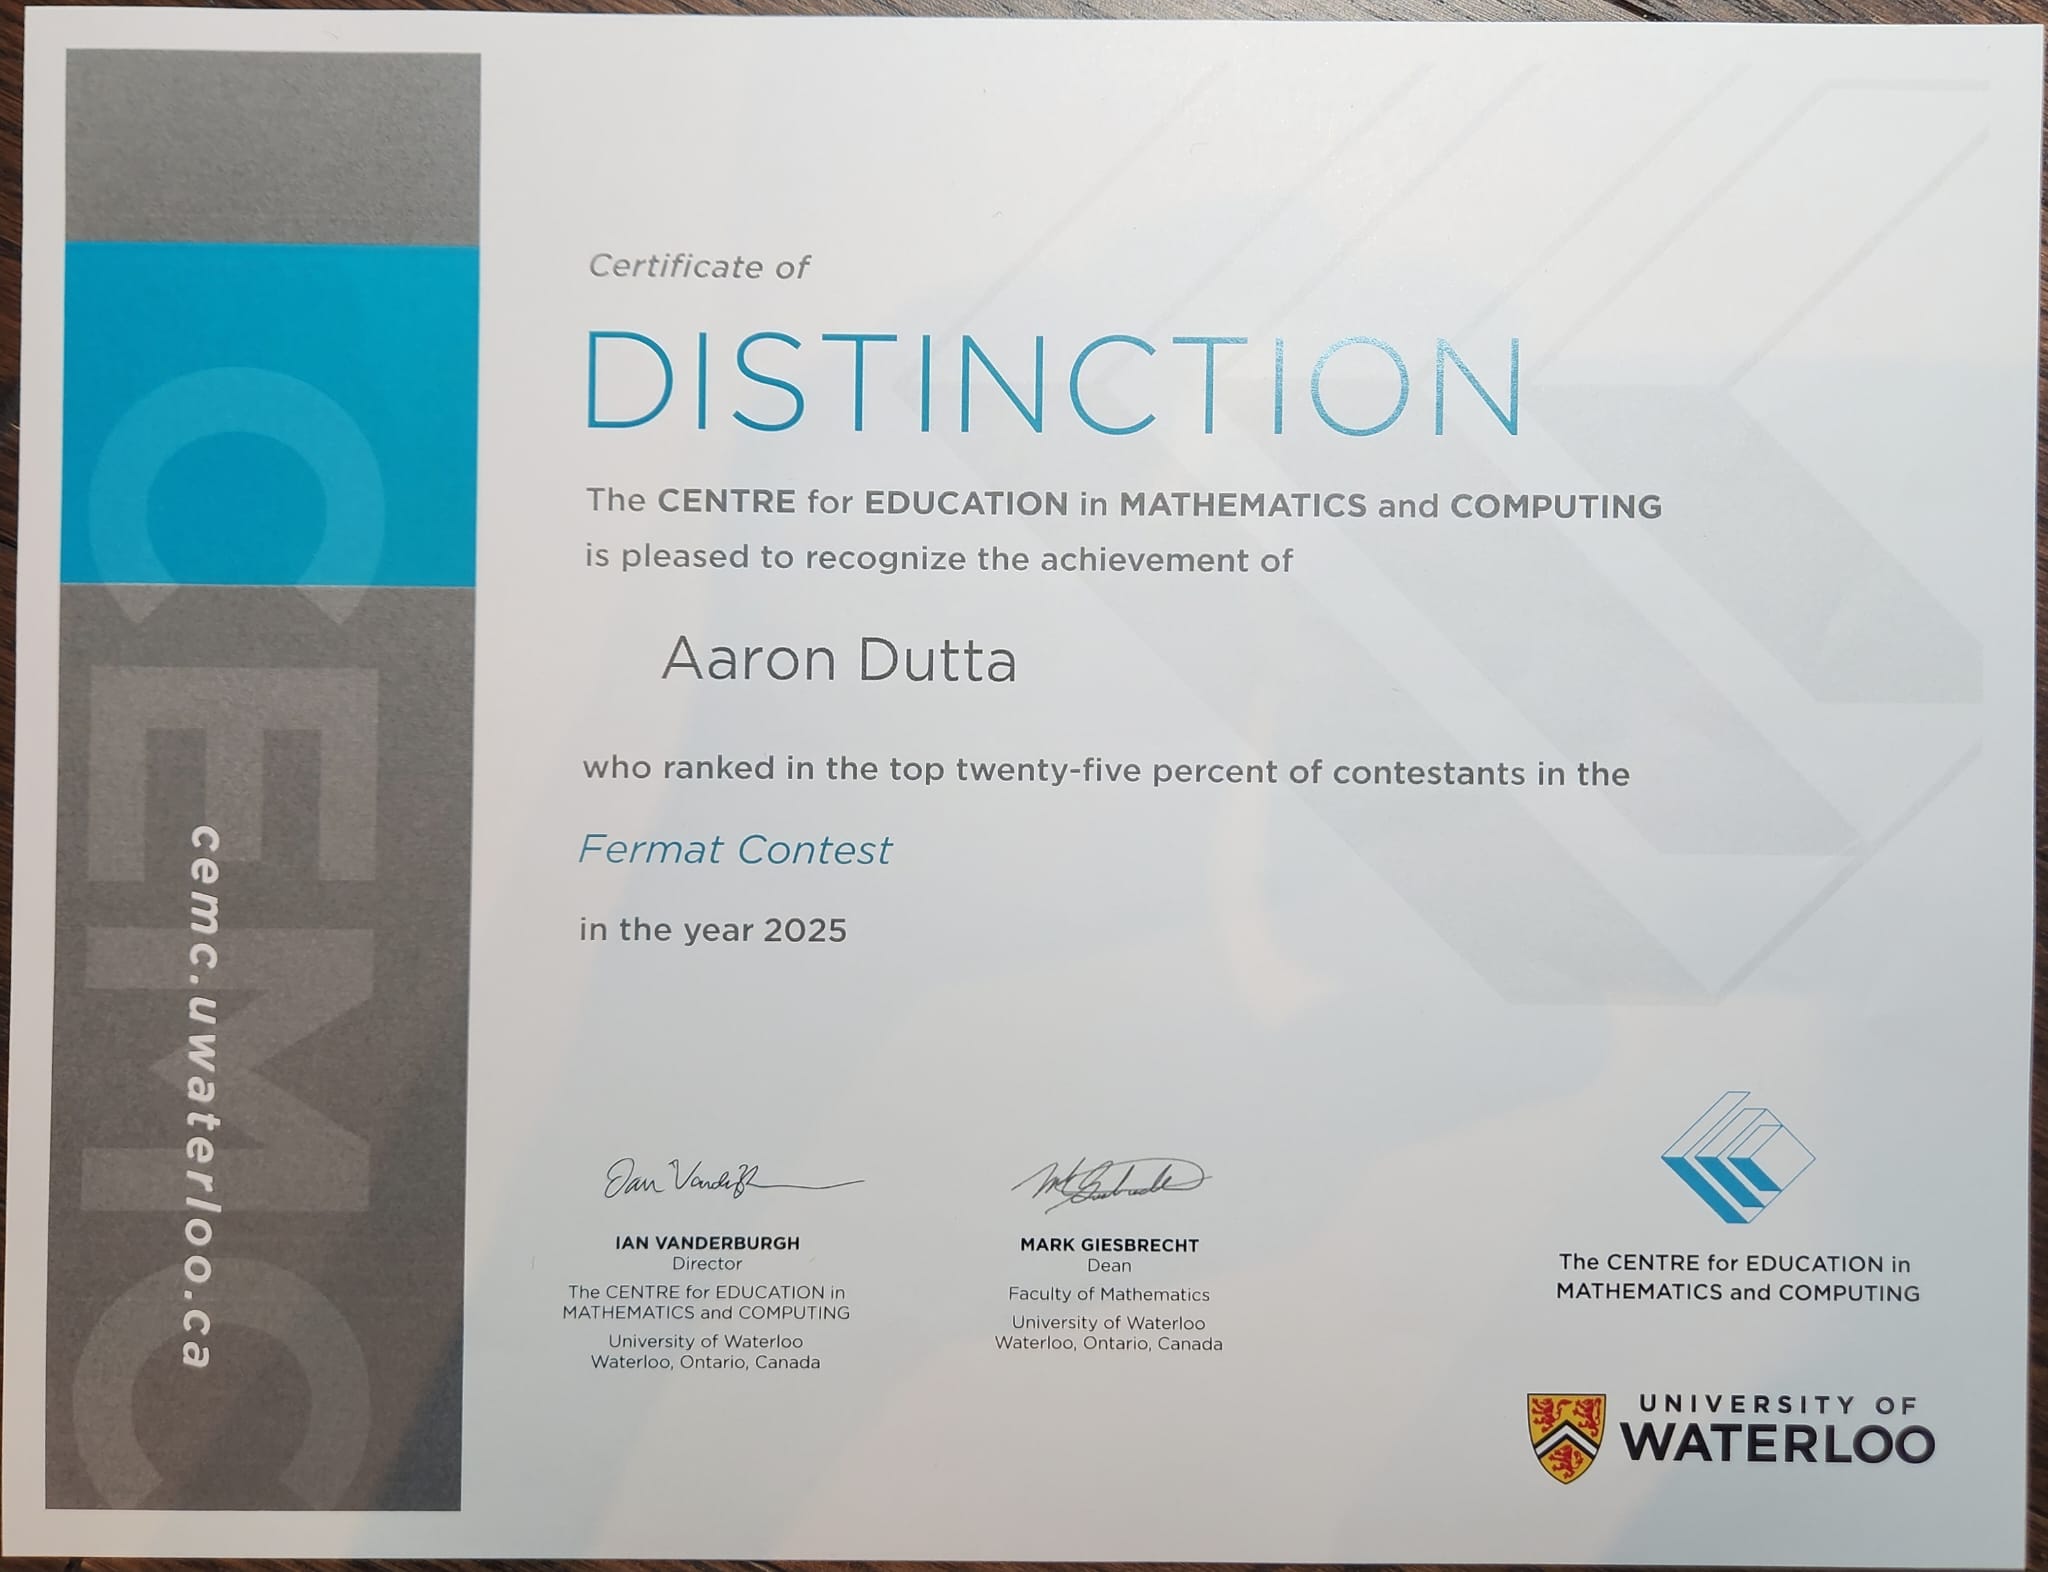 Certificate of
DISTINCTION
The CENTRE for EDUCATION in MATHEMATICS and COMPUTING
is pleased to recognize the achievement of
Aaron Dutta
who ranked in the top twenty-five percent of contestants in the
Fermat Contest
in the year 2025
IAN VANDERBURGH
Director
The CENTRE for EDUCATION in
MATHEMATICS and COMPUTING
University of Waterloo
Waterloo, Ontario, Canada
MARK GIESBRECHT
Dean
Faculty of Mathematics
University of Waterloo
Waterloo, Ontario, Canada
The CENTRE for EDUCATION in
MATHEMATICS and COMPUTING
UNIVERSITY OF
WATERLOO
CEMC
cemc.uwaterloo.ca